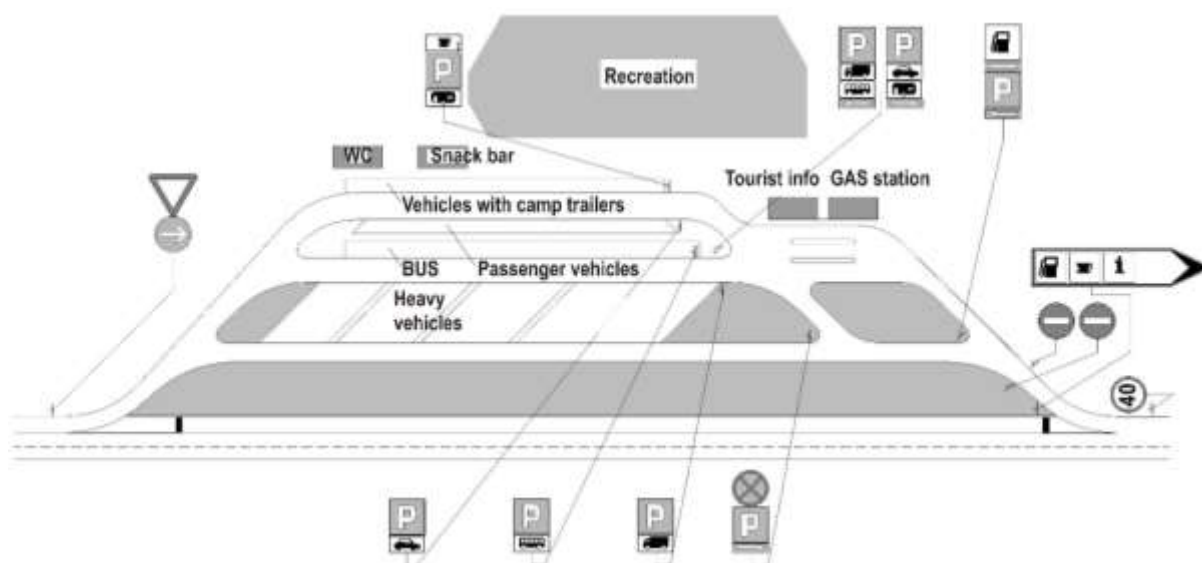 P
Recreation
P
P
P
P
WC
Snack bar
Tourist info
GAS station
Vehicles with camp trailers
BUS
Passenger vehicles
Heavy
vehicles
i
40
P
P
P
P